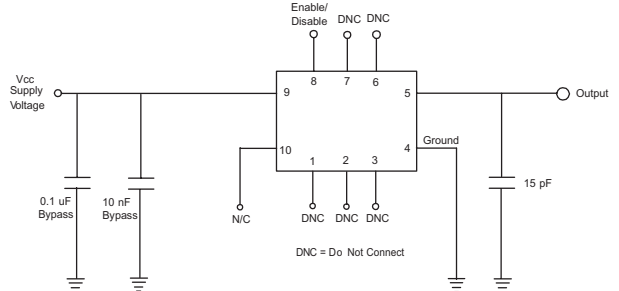 Enable/
Disable
DNC
DNC
Vcc
Supply
Voltage
8
7
6
9
5
Output
10
4
Ground
1
2
3
0.1 uF
Bypass
10 nF
Bypass
15 pF
N/C
DNC
DNC
DNC
DNC = Do Not Connect